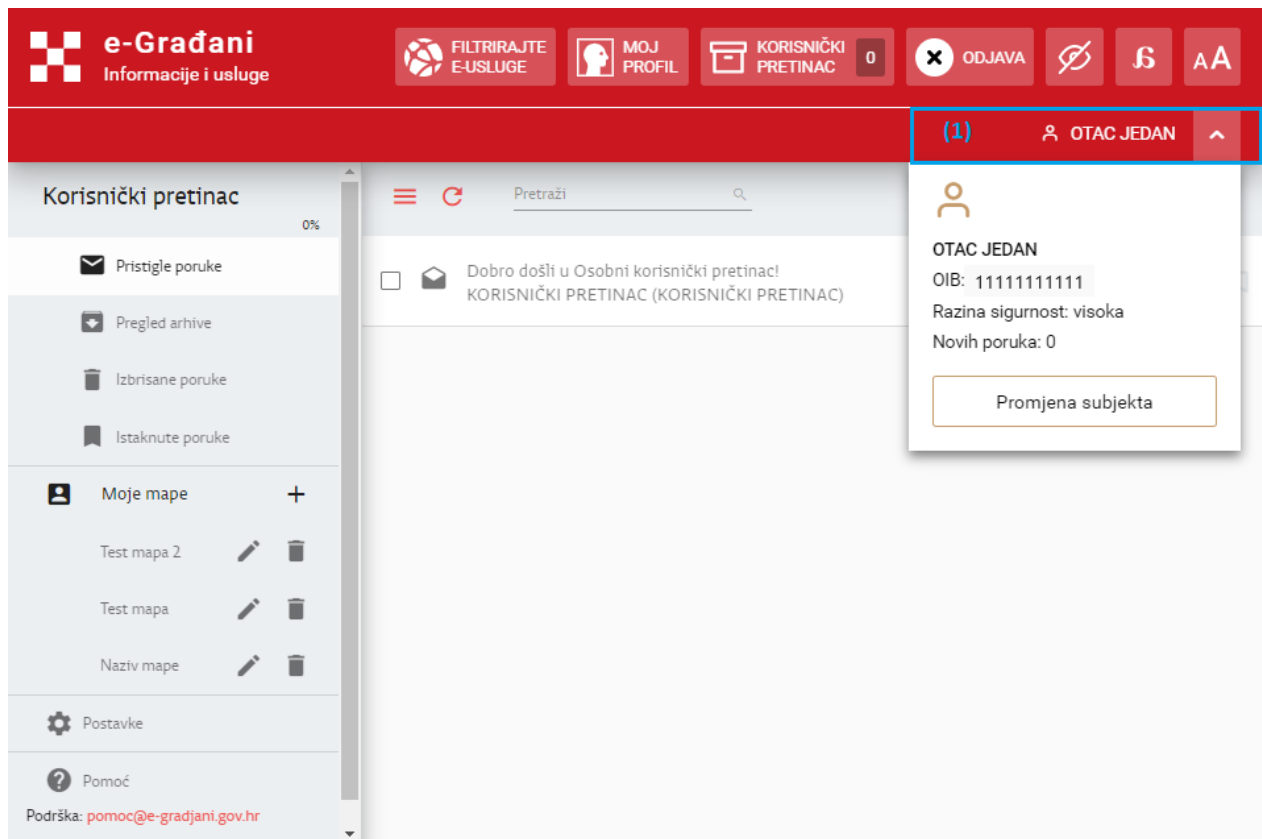 e-Građani
Informacije i usluge
FILTRIRAJTE
E-USLUGE
MOJ
PROFIL
KORISNIČKI
PRETINAC
0
ODJAVA
AA
(1)
OTAC JEDAN
Korisnički pretinac
0%
Pristigle poruke
Pregled arhive
Izbrisane poruke
Istaknute poruke
Moje mape
Test mapa 2
Test mapa
Naziv mape
Postavke
Pomoć
Podrška: pomoc@e-gradjani.gov.hr
Pretraži
Dobro došli u Osobni korisnički pretinac!
KORISNIČKI PRETINAC (KORISNIČKI PRETINAC)
OTAC JEDAN
OIB: 11111111111
Razina sigurnost: visoka
Novih poruka: 0
Promjena subjekta